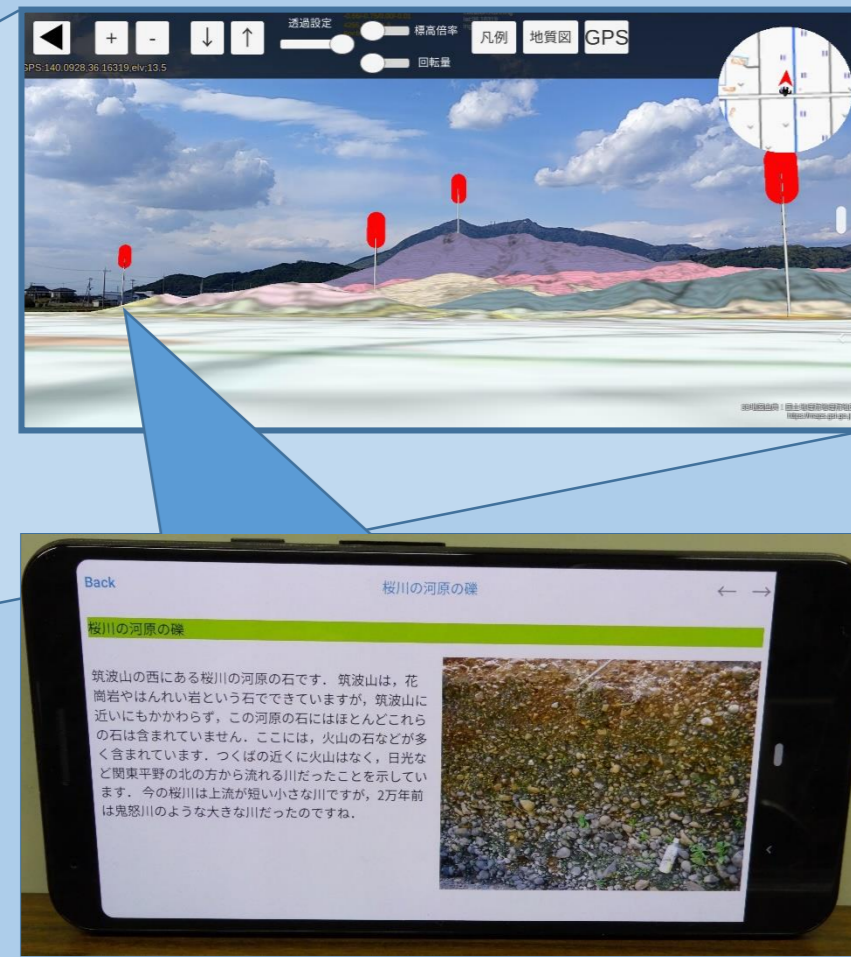 +
-
↓
↑
透過設定
標高倍率
回転量
凡例
地質図
GPS
GPS:140.0928,36.16319,elv;13.5
Back
桜川の河原の礫
← →
桜川の河原の礫
筑波山の西にある桜川の河原の石です．筑波山は，花
崗岩やはんれい岩という石でできていますが，筑波山に
近いにもかかわらず，この河原の石にはほとんどこれら
の石は含まれていません．ここには，火山の石などが多
く含まれています．つくばの近くに火山はなく，日光な
ど関東平野の北の方から流れる川だったことを示してい
ます． 今の桜川は上流が短い小さな川ですが，2万年前
は鬼怒川のような大きな川だったのですね．